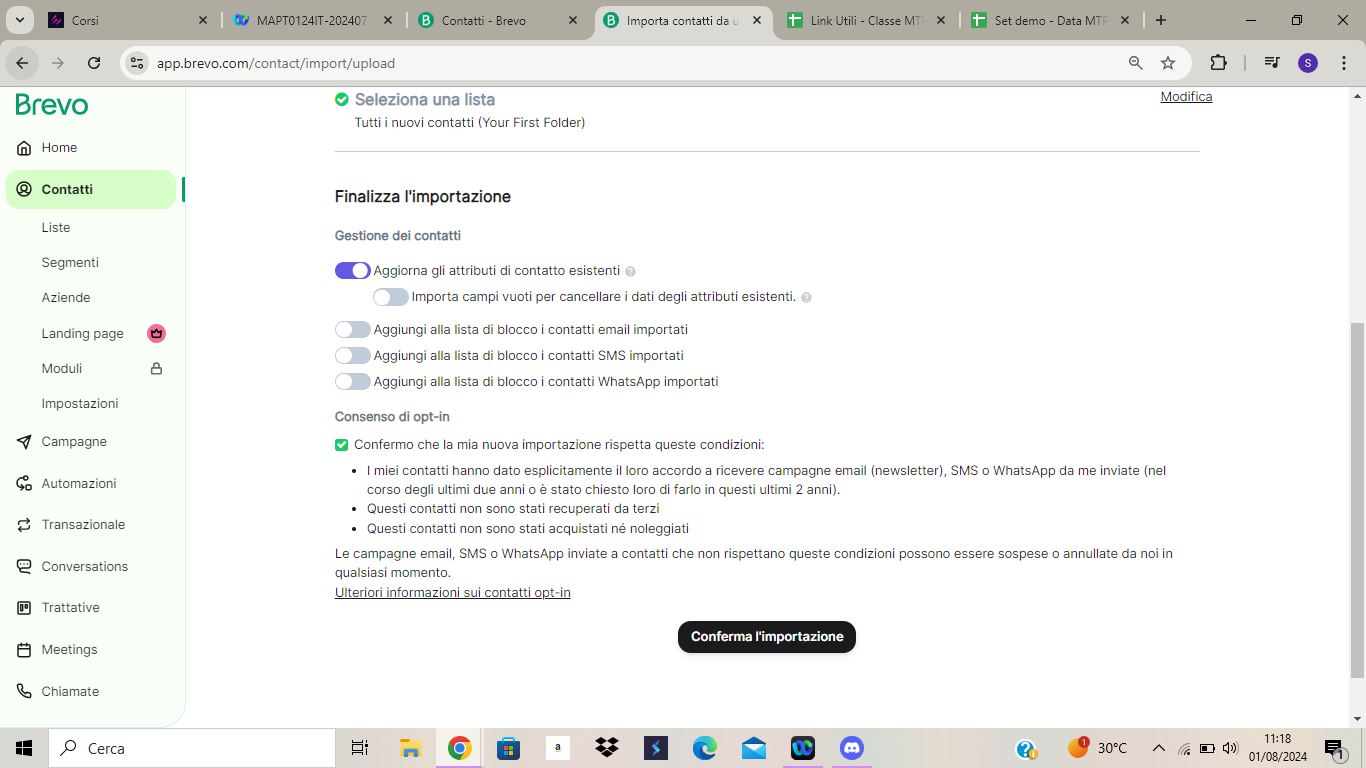 Corsi
MAPT0124IT-2024071
Contatti - Brevo
Importa contatti da u
Link Utili - Classe MT
Set demo - Data MTP
app.brevo.com/contact/import/upload
S
Brevo
Home
Contatti
Liste
Segmenti
Aziende
Landing page
Moduli
Impostazioni
Campagne
Automazioni
Transazionale
Conversations
Trattative
Meetings
Chiamate
Seleziona una lista
Modifica
Tutti i nuovi contatti (Your First Folder)
Finalizza l'importazione
Gestione dei contatti
Aggiorna gli attributi di contatto esistenti
Importa campi vuoti per cancellare i dati degli attributi esistenti.
Aggiungi alla lista di blocco i contatti email importati
Aggiungi alla lista di blocco i contatti SMS importati
Aggiungi alla lista di blocco i contatti WhatsApp importati
Consenso di opt-in
Confermo che la mia nuova importazione rispetta queste condizioni:
• I miei contatti hanno dato esplicitamente il loro accordo a ricevere campagne email (newsletter), SMS o WhatsApp da me inviate (nel
corso degli ultimi due anni o è stato chiesto loro di farlo in questi ultimi 2 anni).
• Questi contatti non sono stati recuperati da terzi
• Questi contatti non sono stati acquistati né noleggiati
Le campagne email, SMS o WhatsApp inviate a contatti che non rispettano queste condizioni possono essere sospese o annullate da noi in
qualsiasi momento.
Ulteriori informazioni sui contatti opt-in
Conferma l'importazione
Cerca
a
1
30°C
11:18
01/08/2024
1